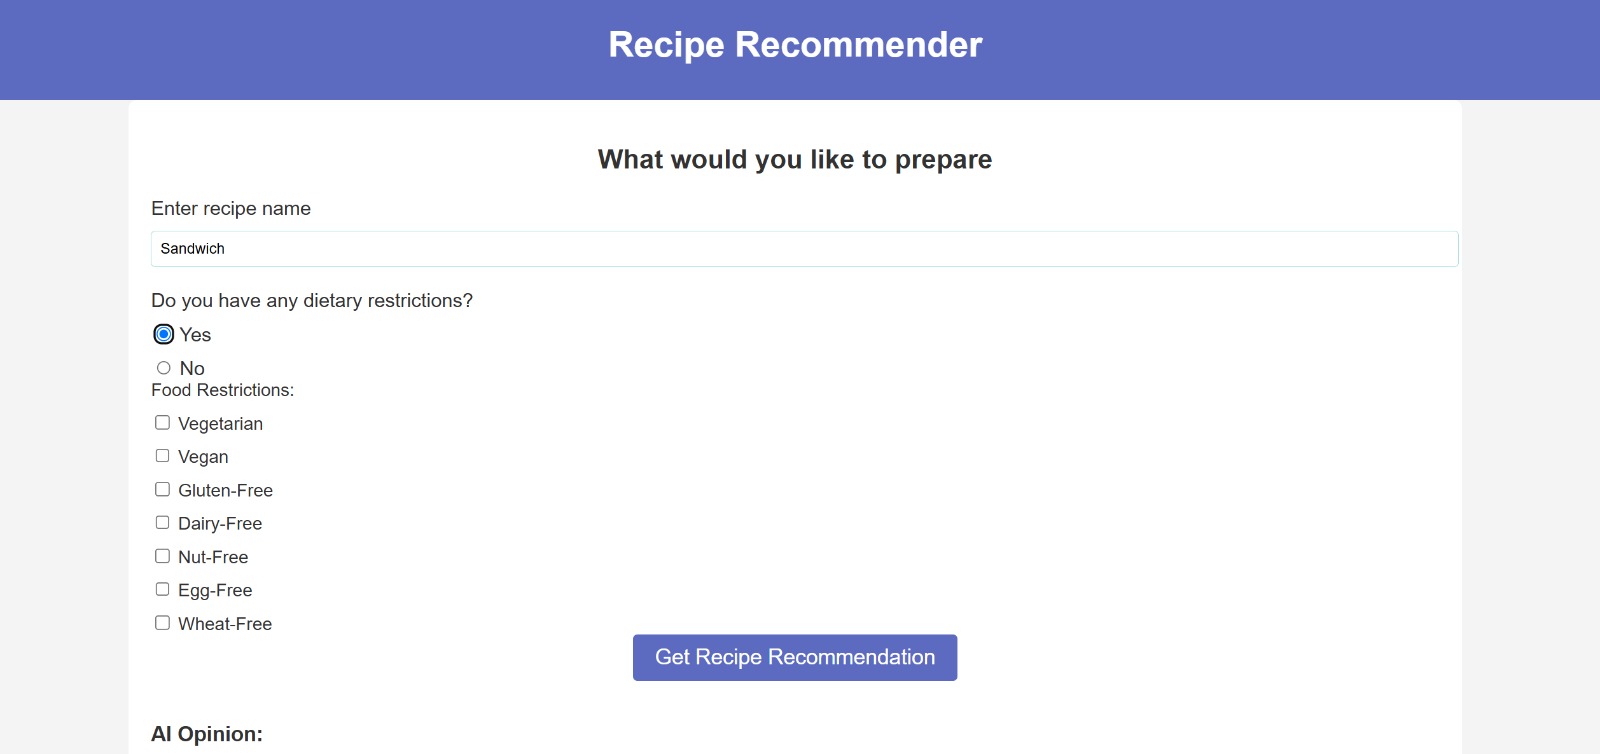 Recipe Recommender
What would you like to prepare
Enter recipe name
Sandwich
Do you have any dietary restrictions?
Yes
No
Food Restrictions:
Vegetarian
Vegan
Gluten-Free
Dairy-Free
Nut-Free
Egg-Free
Wheat-Free
Get Recipe Recommendation
AI Opinion: